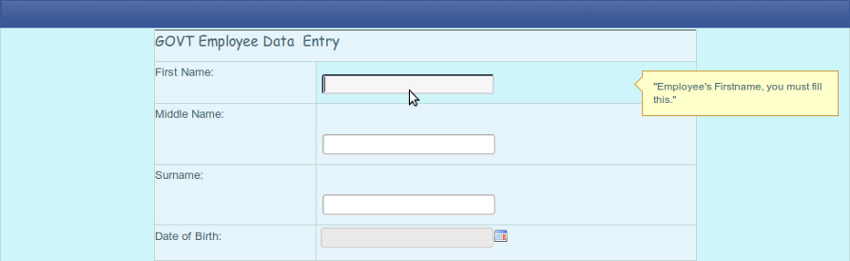 GOVT Employee Data Entry
First Name:
"Employee's Firstname, you must fill
this."
Middle Name:
Surname:
Date of Birth: